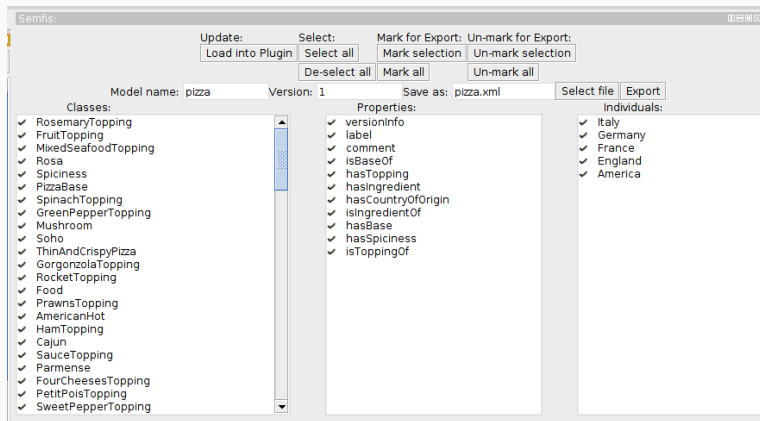 Semfis:
Update: Select: Mark for Export: Un-mark for Export:
Load into Plugin Select all Mark selection Un-mark selection
De-select all Mark all Un-mark all
Model name: pizza Version: 1 Save as: pizza.xml Select file Export
Classes: Properties: Individuals:
RosemaryTopping versionInfo Italy
FruitTopping label Germany
MixedSeafoodTopping comment France
Rosa isBaseOf England
Spiciness hasTopping America
PizzaBase hasIngredient
SpinachTopping hasCountryOfOrigin
GreenPepperTopping isIngredientOf
Mushroom hasBase
Soho hasSpiciness
ThinAndCrispyPizza isToppingOf
GorgonzolaTopping
RocketTopping
Food
PrawnsTopping
AmericanHot
HamTopping
Cajun
SauceTopping
Parmense
FourCheesesTopping
PetitPoisTopping
SweetPepperTopping